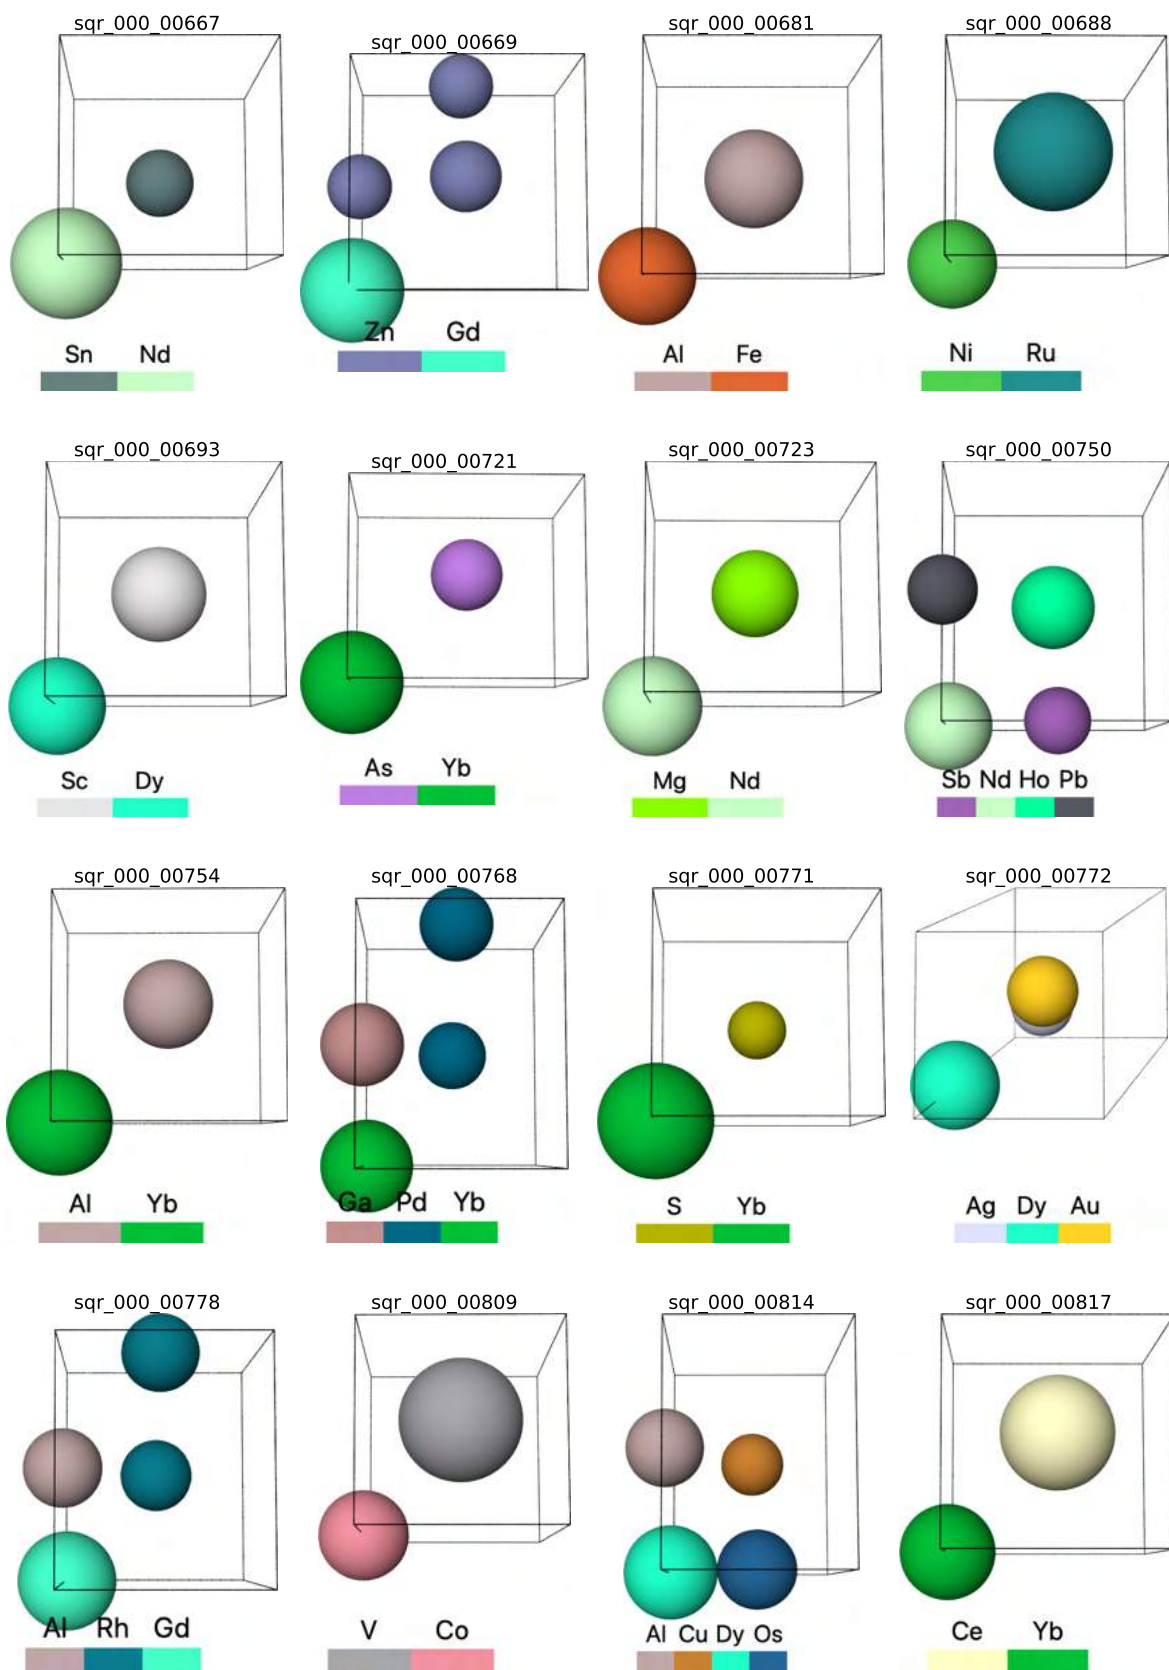 sqr_000_00667
sqr_000_00669
sqr_000_00681
sqr_000_00688
Sn Nd
Zn Gd
Al Fe
Ni Ru
sqr_000_00693
sqr_000_00721
sqr_000_00723
sqr_000_00750
Sc Dy
As Yb
Mg Nd
Sb Nd Ho Pb
sqr_000_00754
sqr_000_00768
sqr_000_00771
sqr_000_00772
Al Yb
Ga Pd Yb
S Yb
Ag Dy Au
sqr_000_00778
sqr_000_00809
sqr_000_00814
sqr_000_00817
Al Rh Gd
V Co
Al Cu Dy Os
Ce Yb